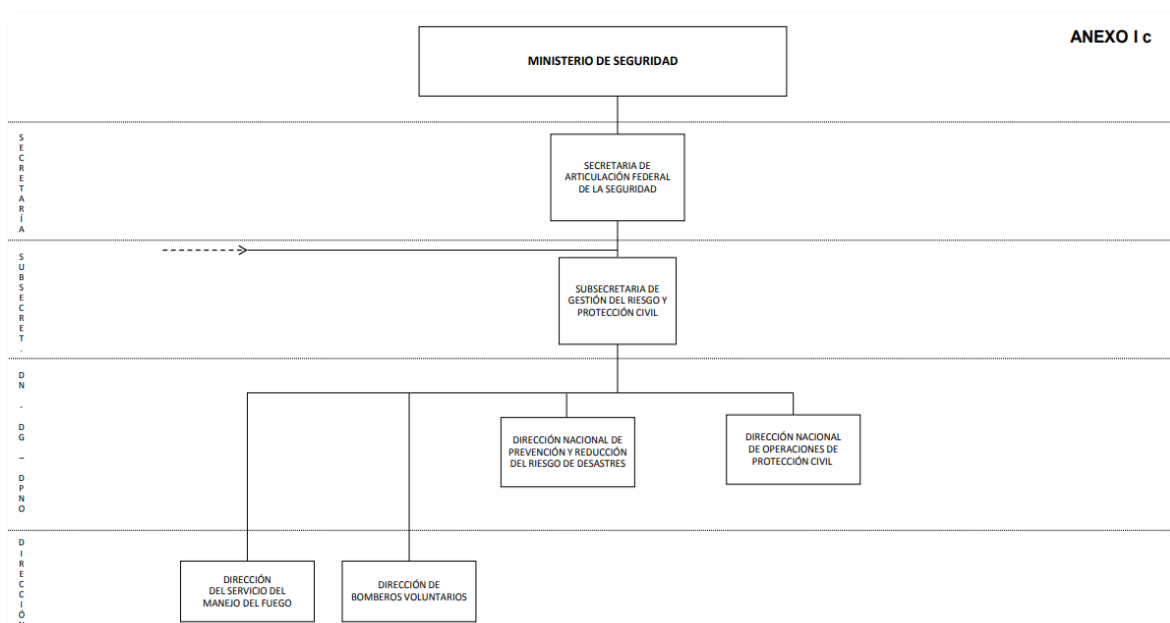 ANEXO I c
MINISTERIO DE SEGURIDAD
SECRETARÍA
SECRETARIA DE
ARTICULACIÓN FEDERAL
DE LA SEGURIDAD
SUBSECRET.
SUBSECRETARIA DE
GESTIÓN DEL RIESGO Y
PROTECCIÓN CIVIL
DN - DG – DPNO
DIRECCIÓN NACIONAL DE
PREVENCIÓN Y REDUCCIÓN
DEL RIESGO DE DESASTRES
DIRECCIÓN NACIONAL
DE OPERACIONES DE
PROTECCIÓN CIVIL
DIRECCIÓN
DIRECCIÓN
DEL SERVICIO DEL
MANEJO DEL FUEGO
DIRECCIÓN DE
BOMBEROS VOLUNTARIOS